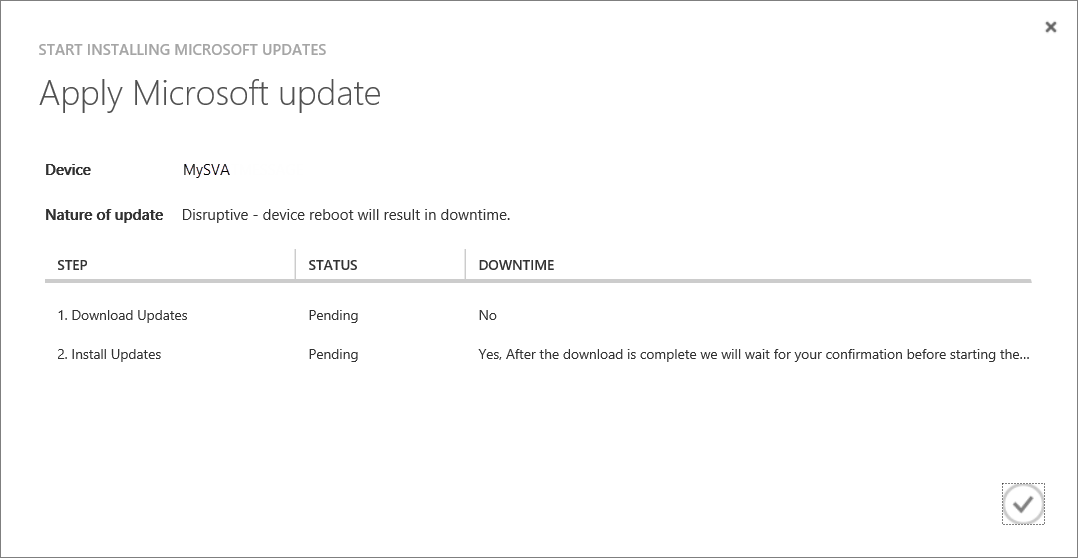 START INSTALLING MICROSOFT UPDATES
Apply Microsoft update
Device MySVA
Nature of update Disruptive - device reboot will result in downtime.
STEP STATUS DOWNTIME
1. Download Updates Pending No
2. Install Updates Pending Yes, After the download is complete we will wait for your confirmation before starting the...